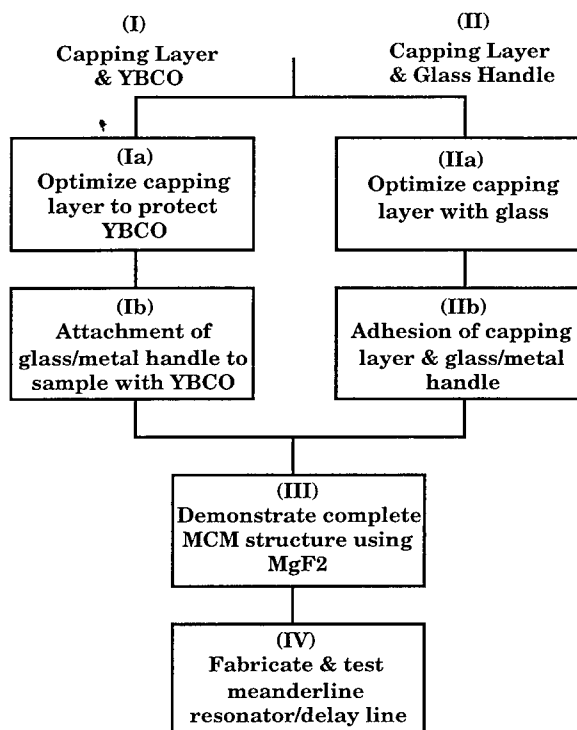 (I)
Capping Layer
& YBCO
(II)
Capping Layer
& Glass Handle
(Ia)
Optimize capping
layer to protect
YBCO
(IIa)
Optimize capping
layer with glass
(Ib)
Attachment of
glass/metal handle to
sample with YBCO
(IIb)
Adhesion of capping
layer & glass/metal
handle
(III)
Demonstrate complete
MCM structure using
MgF2
(IV)
Fabricate & test
meanderline
resonator/delay line